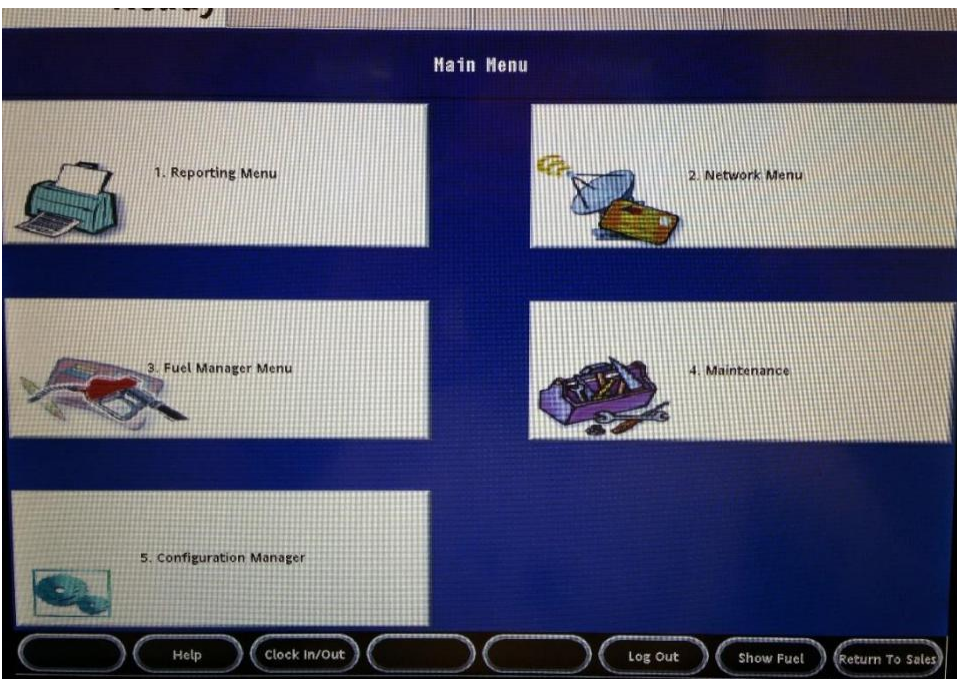 Ready
Main Menu
1. Reporting Menu
2. Network Menu
3. Fuel Manager Menu
4. Maintenance
5. Configuration Manager
Help
Clock In/Out
Log Out
Show Fuel
Return To Sales